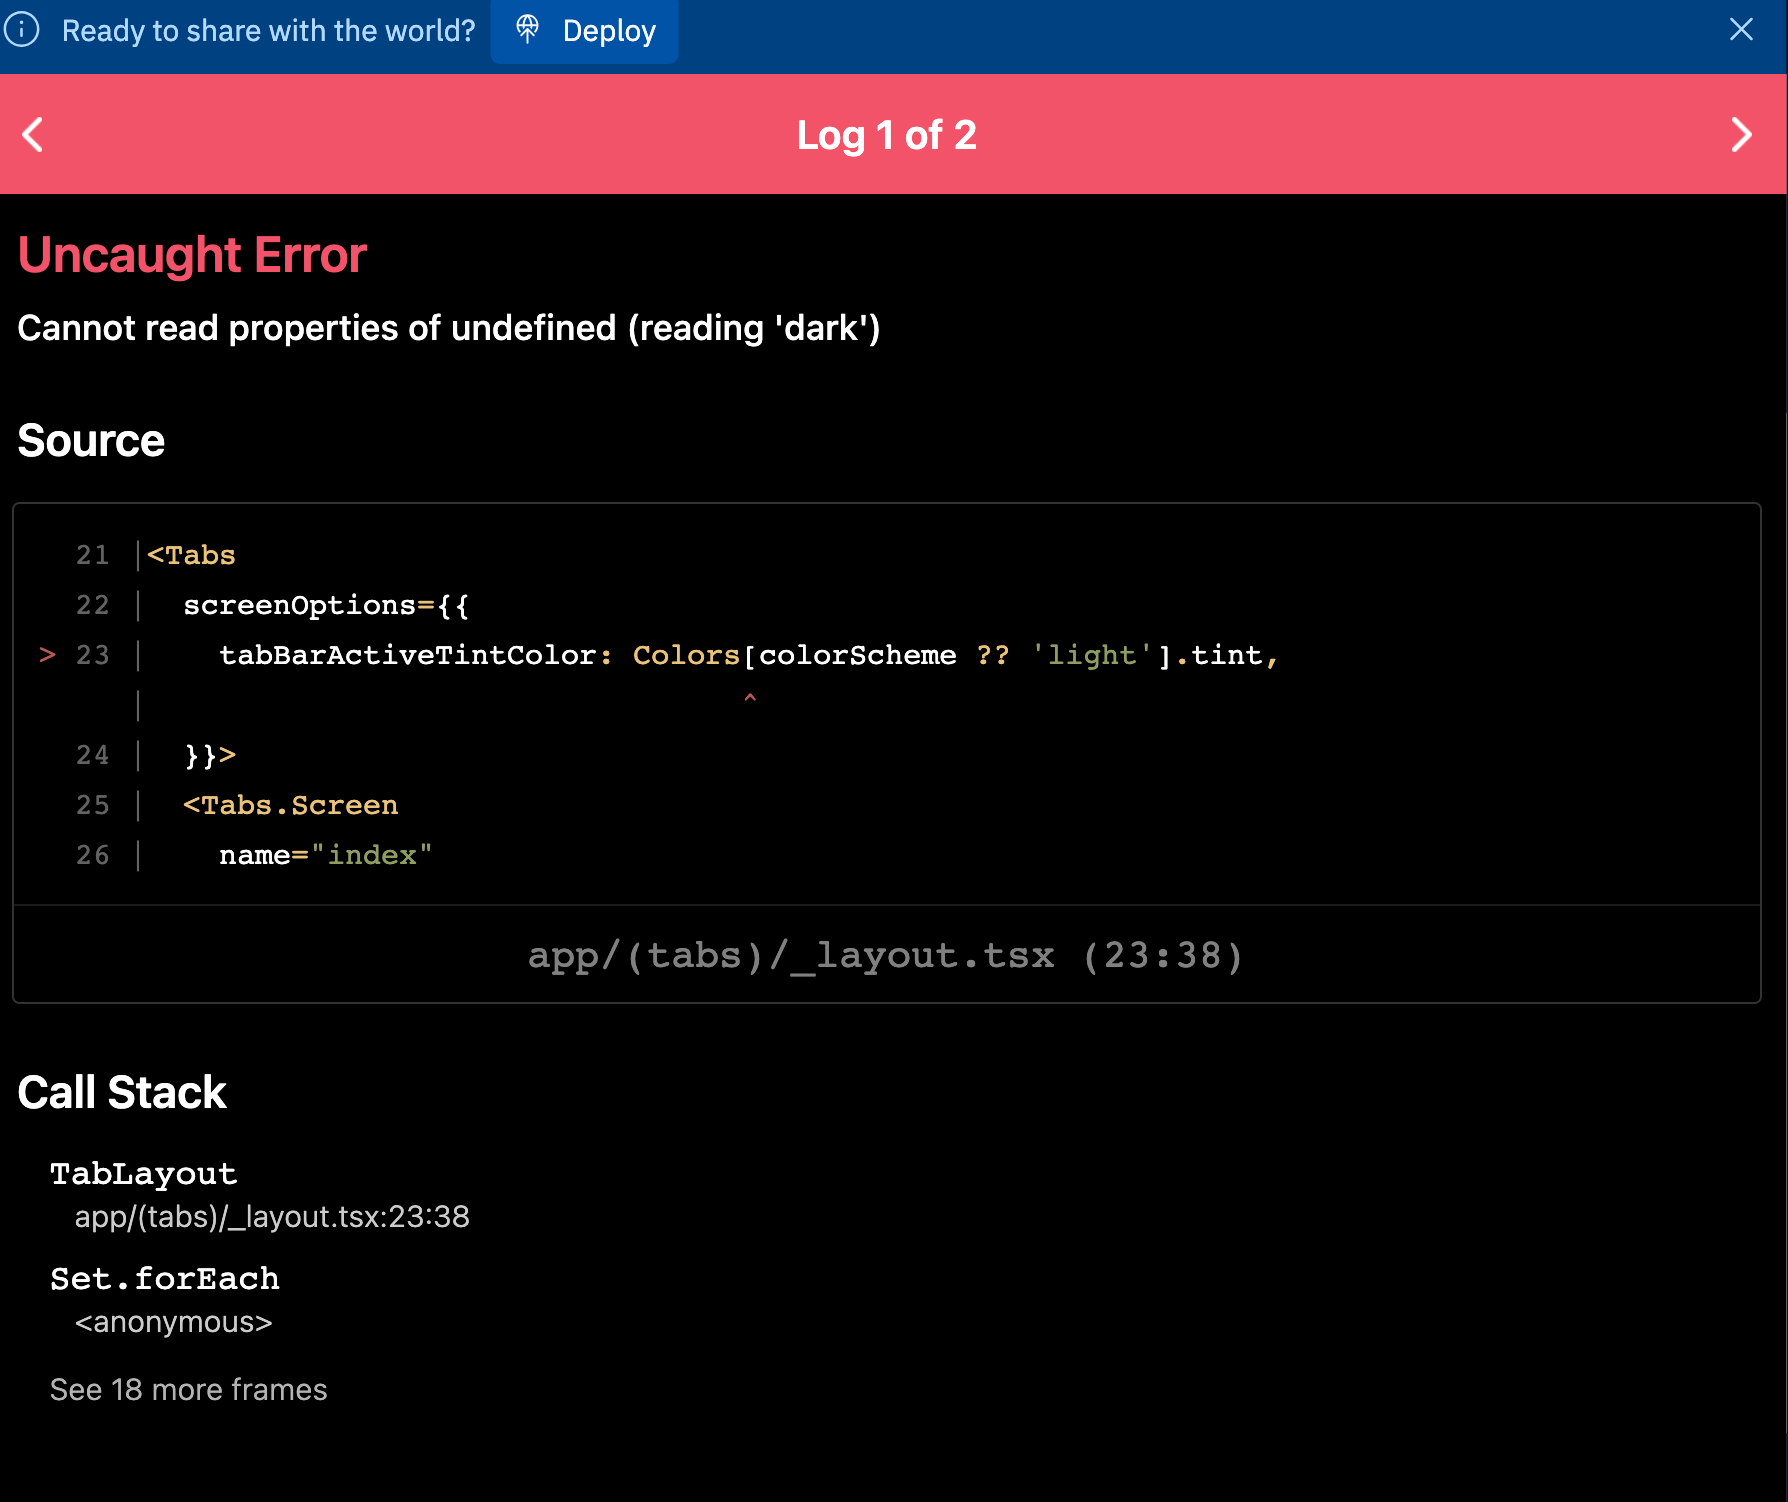 Ready to share with the world? Deploy
Log 1 of 2
Uncaught Error
Cannot read properties of undefined (reading 'dark')
Source
21 |<Tabs
22 |  screenOptions={{
> 23 |    tabBarActiveTintColor: Colors[colorScheme ?? 'light'].tint,
|                                  ^
24 |  }}>
25 |  <Tabs.Screen
26 |    name="index"
app/(tabs)/_layout.tsx (23:38)
Call Stack
TabLayout
app/(tabs)/_layout.tsx:23:38
Set.forEach
<anonymous>
See 18 more frames